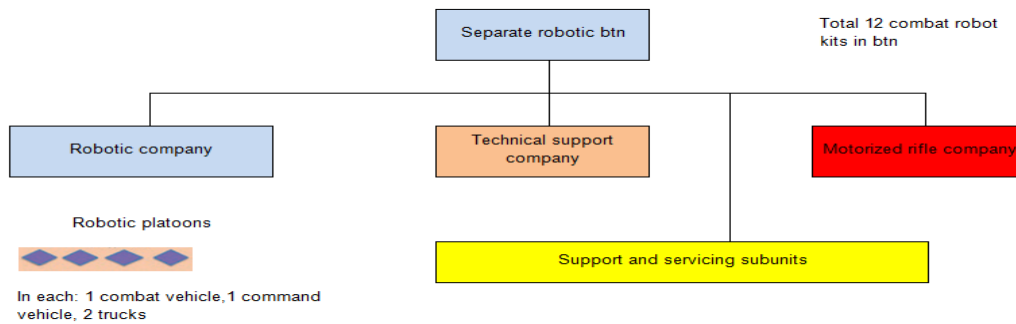 Separate robotic btn
Total 12 combat robot
kits in btn
Robotic company
Technical support
company
Motorized rifle company
Robotic platoons
Support and servicing subunits
In each: 1 combat vehicle,1 command
vehicle, 2 trucks